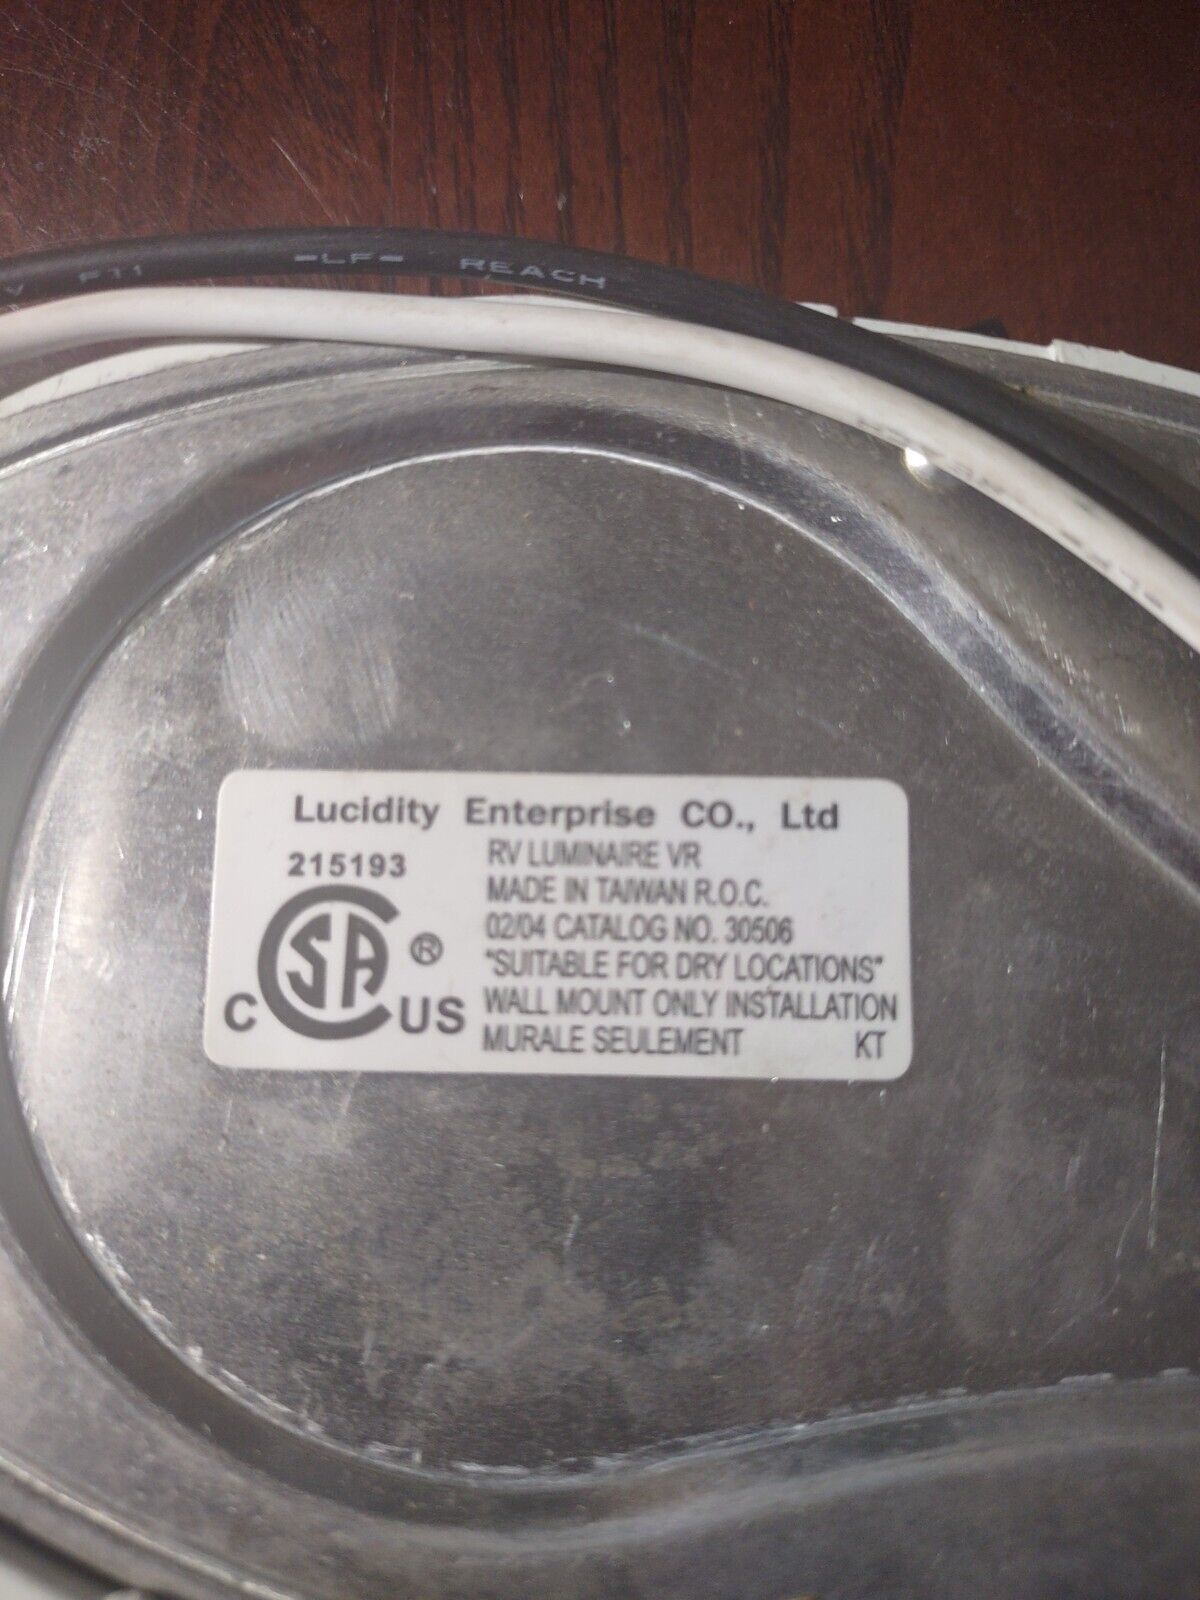 V FT1 -LF- REACH
Lucidity Enterprise CO., Ltd
215193
RV LUMINAIRE VR
MADE IN TAIWAN R.O.C.
02/04 CATALOG NO. 30506
"SUITABLE FOR DRY LOCATIONS"
WALL MOUNT ONLY INSTALLATION
MURALE SEULEMENT KT
C SA ® US